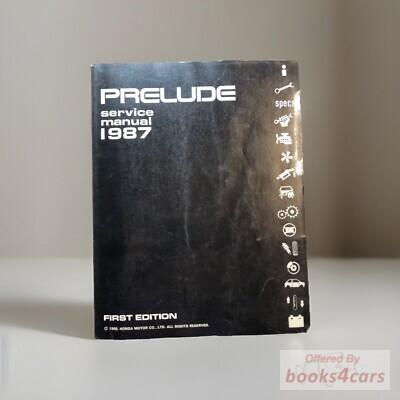 PRELUDE
service
manual
1987
specs
FIRST EDITION
© 1986 HONDA MOTOR CO., LTD. ALL RIGHTS RESERVED.
Offered By
books4cars